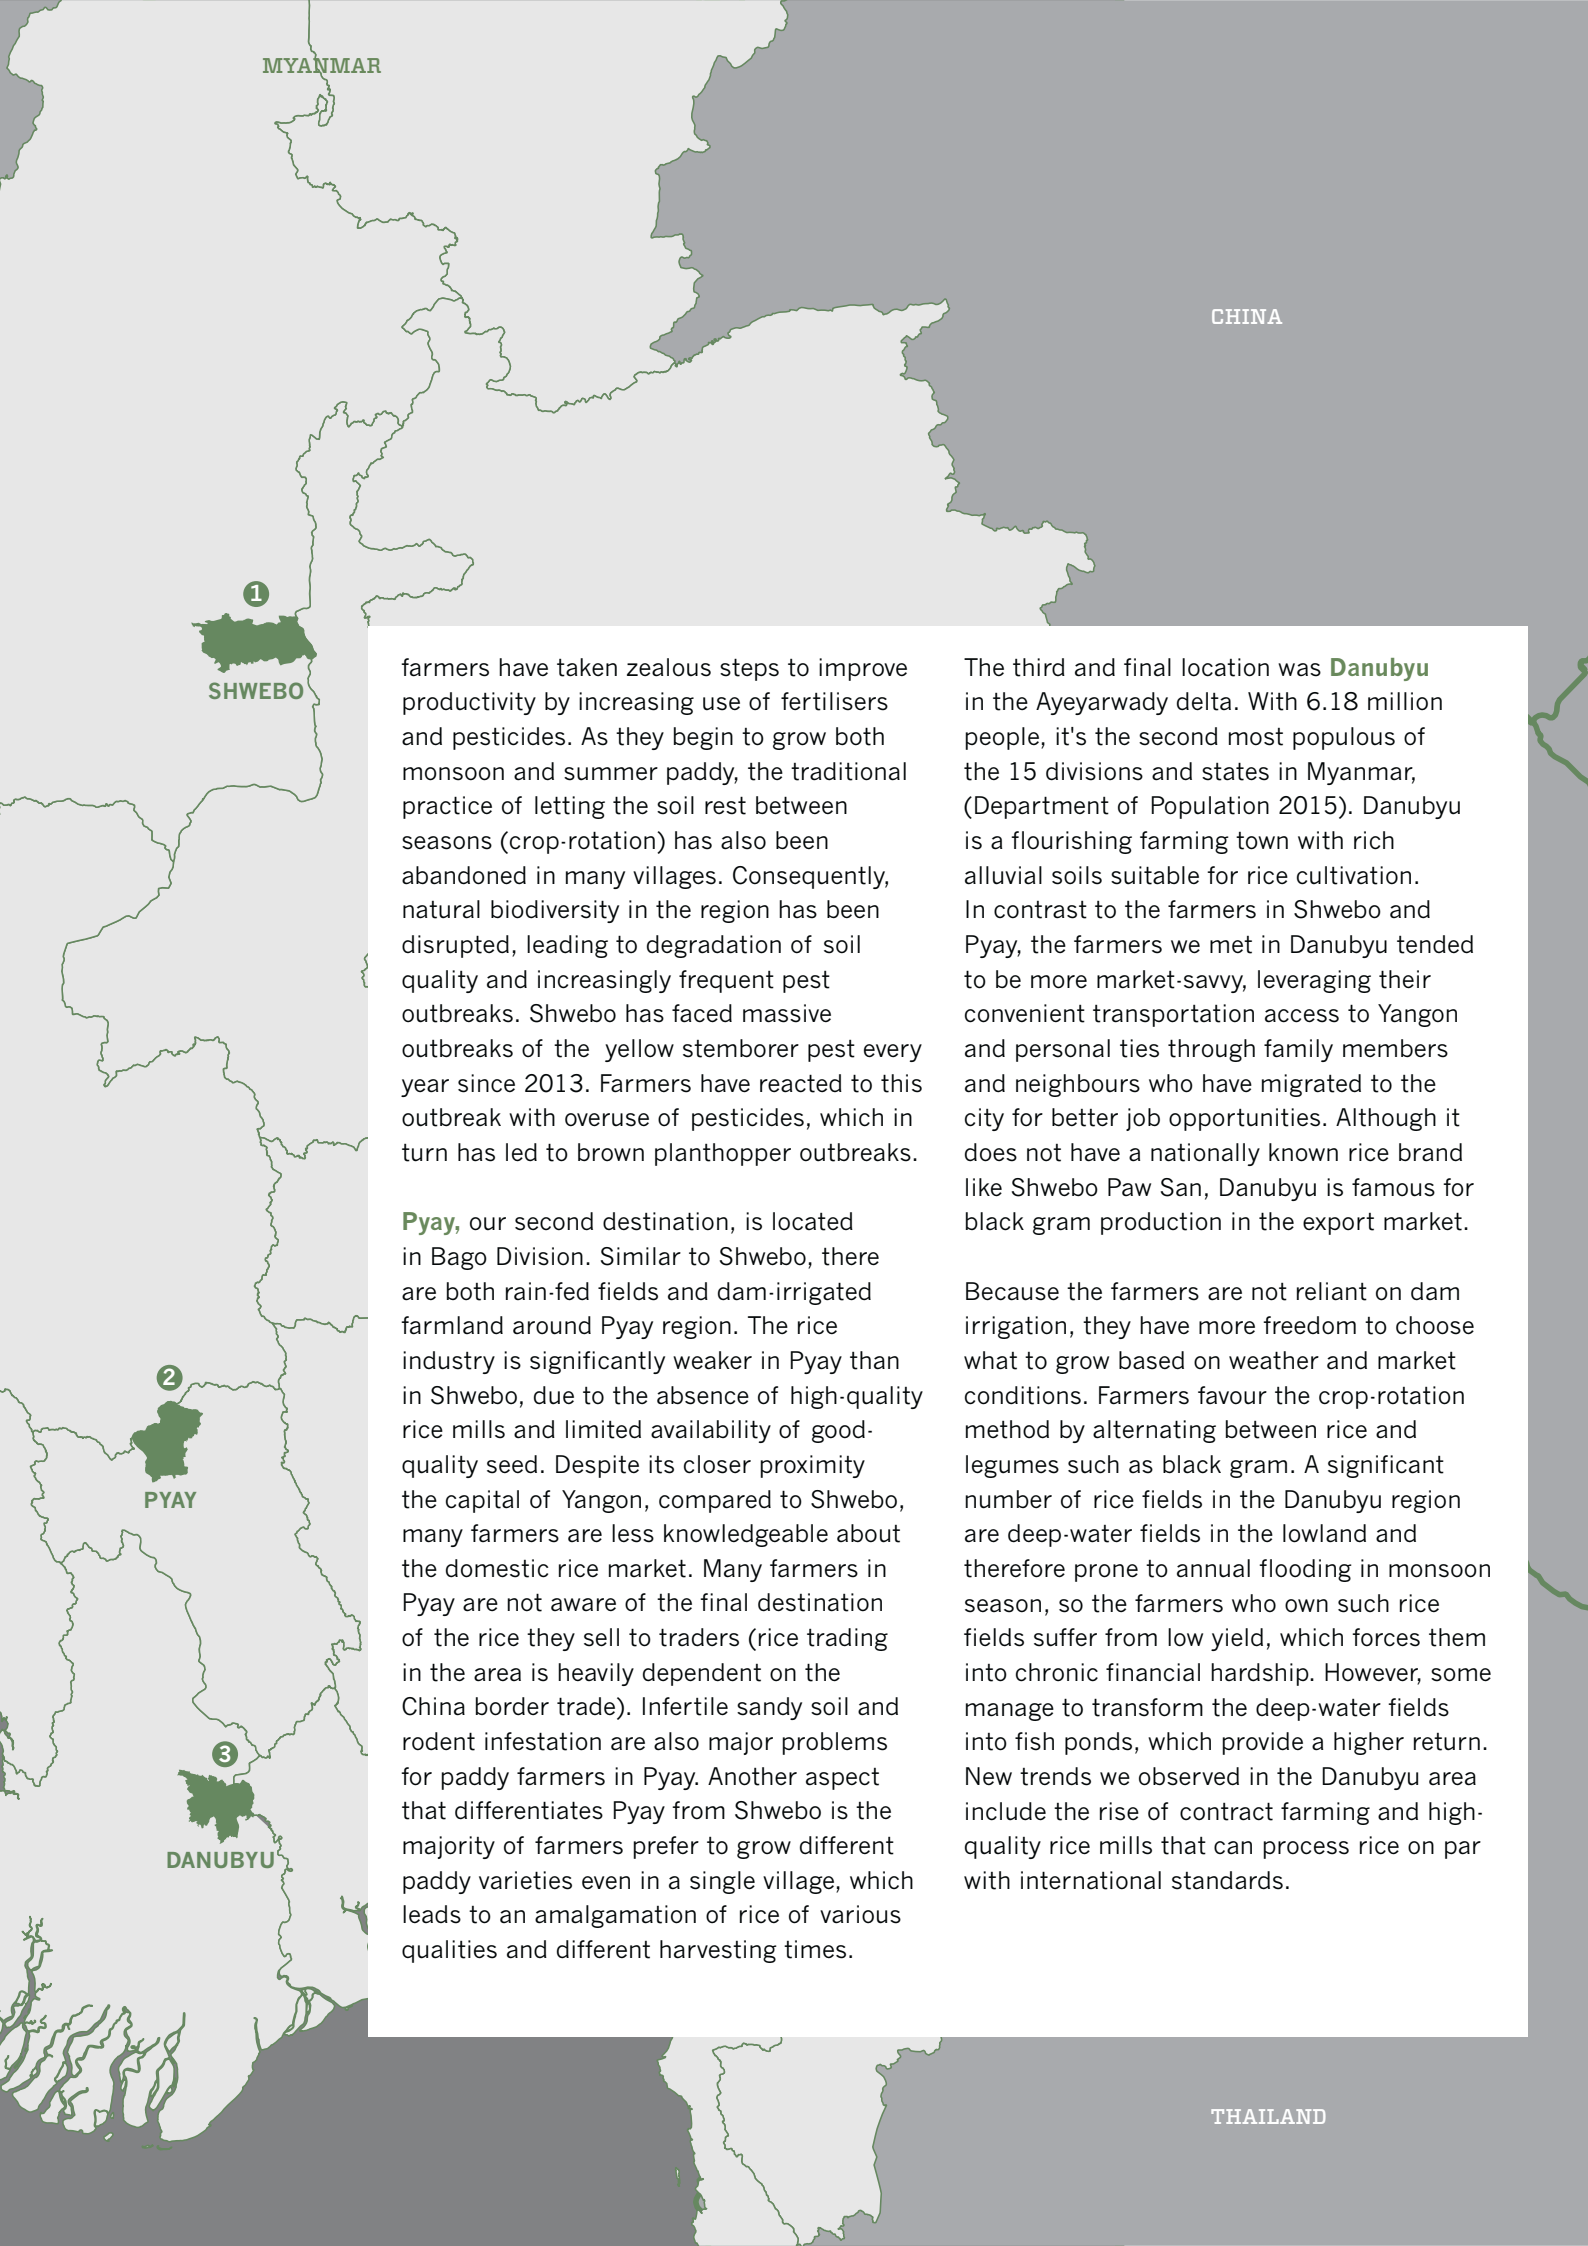 MYANMAR
CHINA
1
SHWEBO
farmers have taken zealous steps to improve
productivity by increasing use of fertilisers
and pesticides. As they begin to grow both
monsoon and summer paddy, the traditional
practice of letting the soil rest between
seasons (crop-rotation) has also been
abandoned in many villages. Consequently,
natural biodiversity in the region has been
disrupted, leading to degradation of soil
quality and increasingly frequent pest
outbreaks. Shwebo has faced massive
outbreaks of the yellow stemborer pest every
year since 2013. Farmers have reacted to this
outbreak with overuse of pesticides, which in
turn has led to brown planthopper outbreaks.
Pyay, our second destination, is located
in Bago Division. Similar to Shwebo, there
are both rain-fed fields and dam-irrigated
farmland around Pyay region. The rice
industry is significantly weaker in Pyay than
in Shwebo, due to the absence of high-quality
rice mills and limited availability of good-
quality seed. Despite its closer proximity
the capital of Yangon, compared to Shwebo,
many farmers are less knowledgeable about
the domestic rice market. Many farmers in
Pyay are not aware of the final destination
of the rice they sell to traders (rice trading
in the area is heavily dependent on the
China border trade). Infertile sandy soil and
rodent infestation are also major problems
for paddy farmers in Pyay. Another aspect
that differentiates Pyay from Shwebo is the
majority of farmers prefer to grow different
paddy varieties even in a single village, which
leads to an amalgamation of rice of various
qualities and different harvesting times.
The third and final location was Danubyu
in the Ayeyarwady delta. With 6.18 million
people, it's the second most populous of
the 15 divisions and states in Myanmar,
(Department of Population 2015). Danubyu
is a flourishing farming town with rich
alluvial soils suitable for rice cultivation.
In contrast to the farmers in Shwebo and
Pyay, the farmers we met in Danubyu tended
to be more market-savvy, leveraging their
convenient transportation access to Yangon
and personal ties through family members
and neighbours who have migrated to the
city for better job opportunities. Although it
does not have a nationally known rice brand
like Shwebo Paw San, Danubyu is famous for
black gram production in the export market.
Because the farmers are not reliant on dam
irrigation, they have more freedom to choose
what to grow based on weather and market
conditions. Farmers favour the crop-rotation
method by alternating between rice and
legumes such as black gram. A significant
number of rice fields in the Danubyu region
are deep-water fields in the lowland and
therefore prone to annual flooding in monsoon
season, so the farmers who own such rice
fields suffer from low yield, which forces them
into chronic financial hardship. However, some
manage to transform the deep-water fields
into fish ponds, which provide a higher return.
New trends we observed in the Danubyu area
include the rise of contract farming and high-
quality rice mills that can process rice on par
with international standards.
2
PYAY
3
DANUBYU
THAILAND